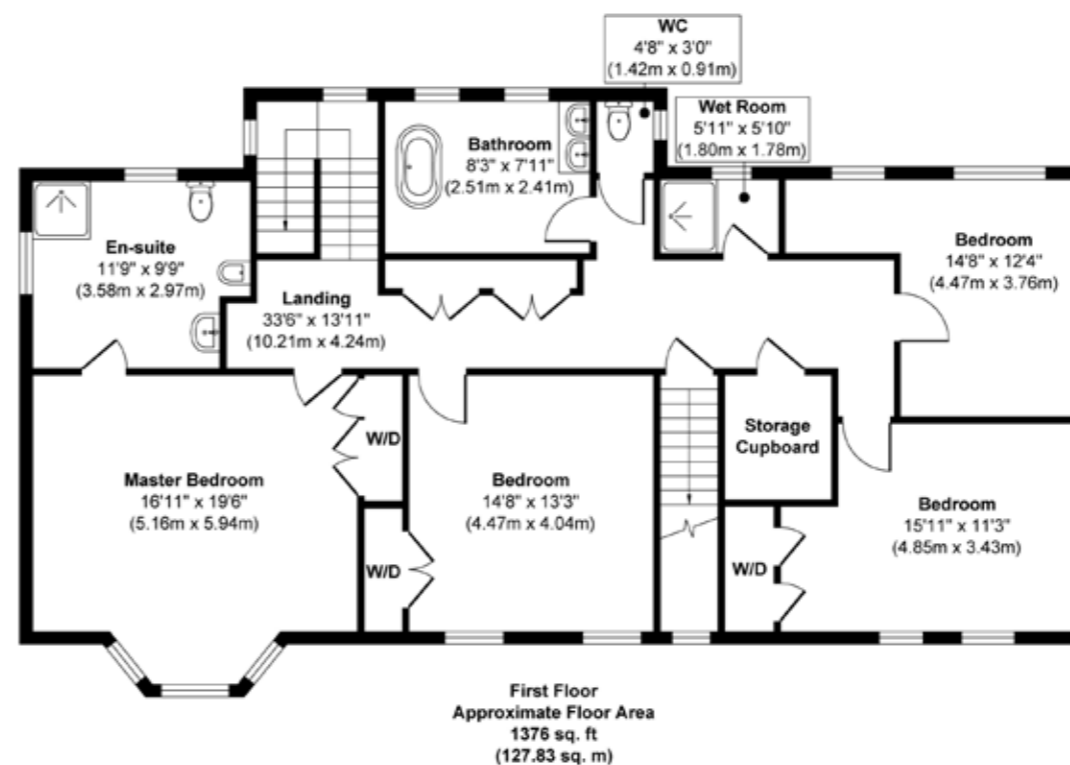 WC
4'8" x 3'0"
(1.42m x 0.91m)
Wet Room
5'11" x 5'10"
(1.80m x 1.78m)
Bathroom
8'3" x 7'11"
(2.51m x 2.41m)
En-suite
11'9" x 9'9"
(3.58m x 2.97m)
Landing
33'6" x 13'11"
(10.21m x 4.24m)
Bedroom
14'8" x 12'4"
(4.47m x 3.76m)
Master Bedroom
16'11" x 19'6"
(5.16m x 5.94m)
W/D
W/D
Bedroom
14'8" x 13'3"
(4.47m x 4.04m)
Storage
Cupboard
W/D
Bedroom
15'11" x 11'3"
(4.85m x 3.43m)
First Floor
Approximate Floor Area
1376 sq. ft
(127.83 sq. m)